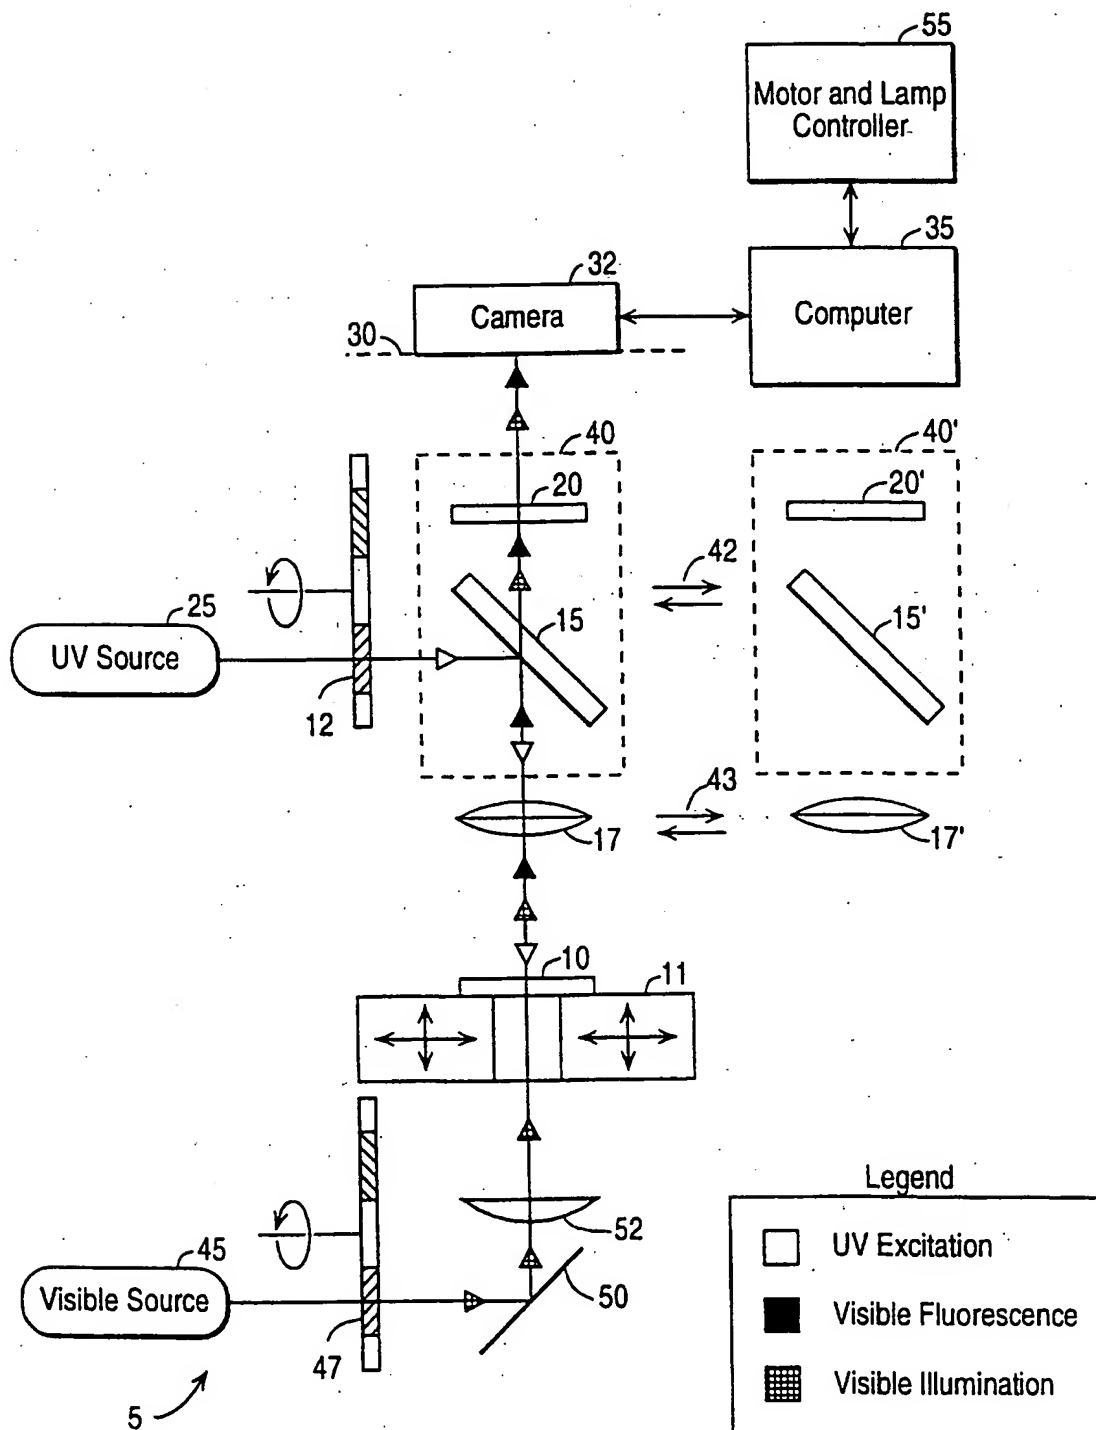 55
Motor and Lamp
Controller
35
32
Camera
Computer
30
40
40'
20
20'
42
25
15
15'
UV Source
12
43
17
17'
10
11
Legend
52
UV Excitation
45
50
Visible Source
Visible Fluorescence
47
Visible Illumination
5